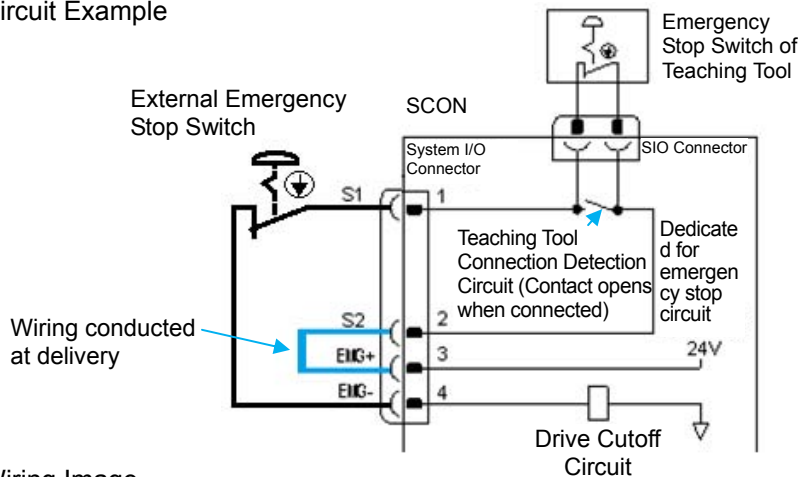 ircuit Example
Emergency
Stop Switch of
Teaching Tool
External Emergency
Stop Switch
SCON
System I/O
Connector
SIO Connector
S1
1
Teaching Tool
Connection Detection
Circuit (Contact opens
when connected)
Dedicate
d for
emergen
cy stop
circuit
Wiring conducted
at delivery
S2
2
EMG+
3
24V
EMG-
4
Drive Cutoff
Circuit